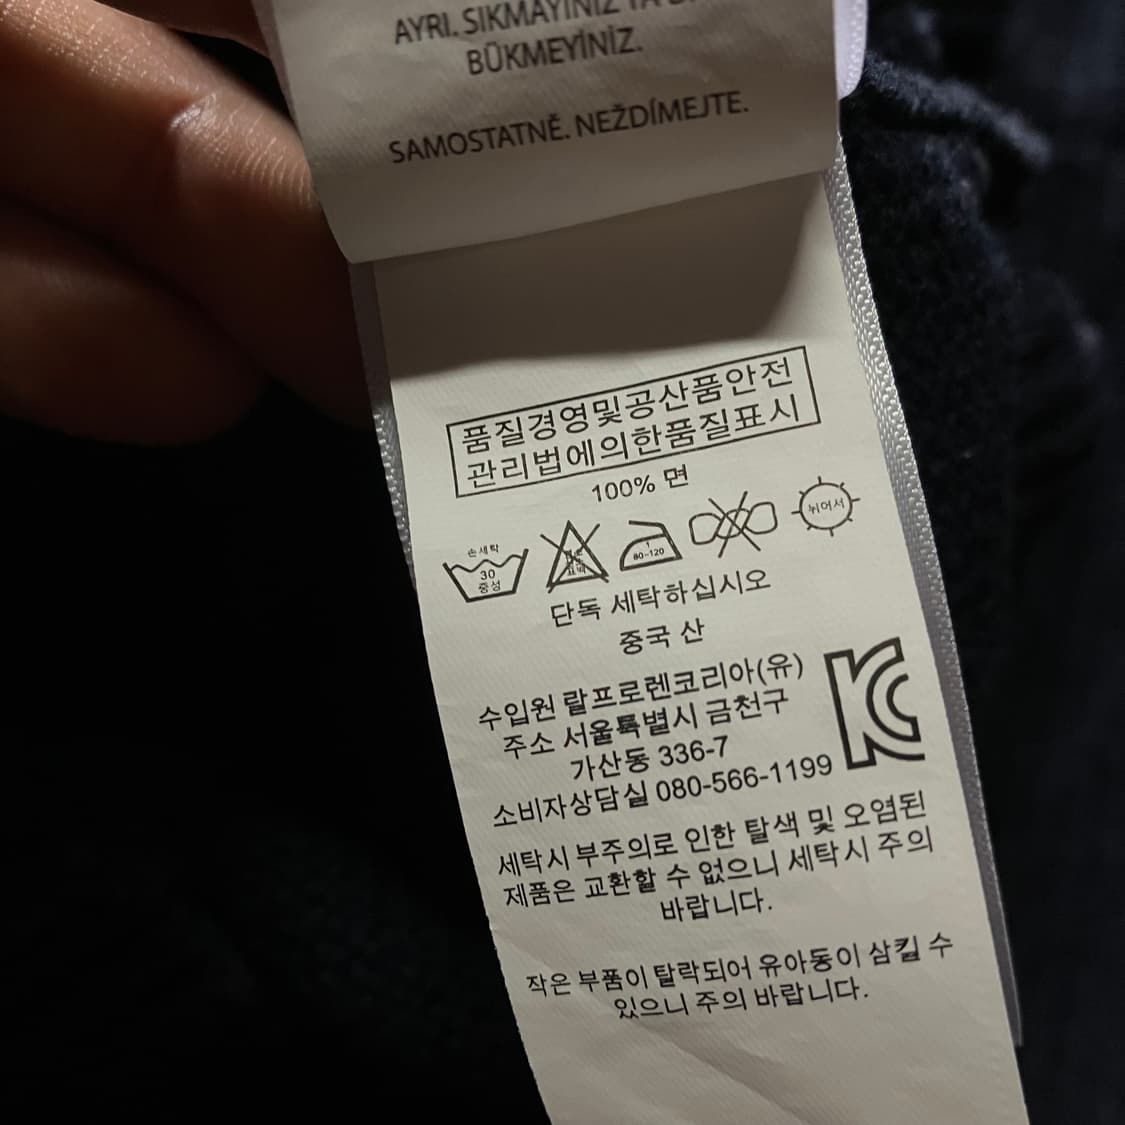 AYRI. SIKMAYINIZ YA
BÜKMEYİNİZ.
SAMOSTATNĚ. NEŽDÍMEJTE.
품질경영및공산품안전
관리법에의한품질표시
100% 면
손세탁
30
중성
1
80~120
뉘어서
단독 세탁하십시오
중국 산
수입원 랄프로렌코리아(유)
주소 서울특별시 금천구
가산동 336-7
소비자상담실 080-566-1199
세탁시 부주의로 인한 탈색 및 오염된
제품은 교환할 수 없으니 세탁시 주의
바랍니다.
작은 부품이 탈락되어 유아동이 삼킬 수
있으니 주의 바랍니다.